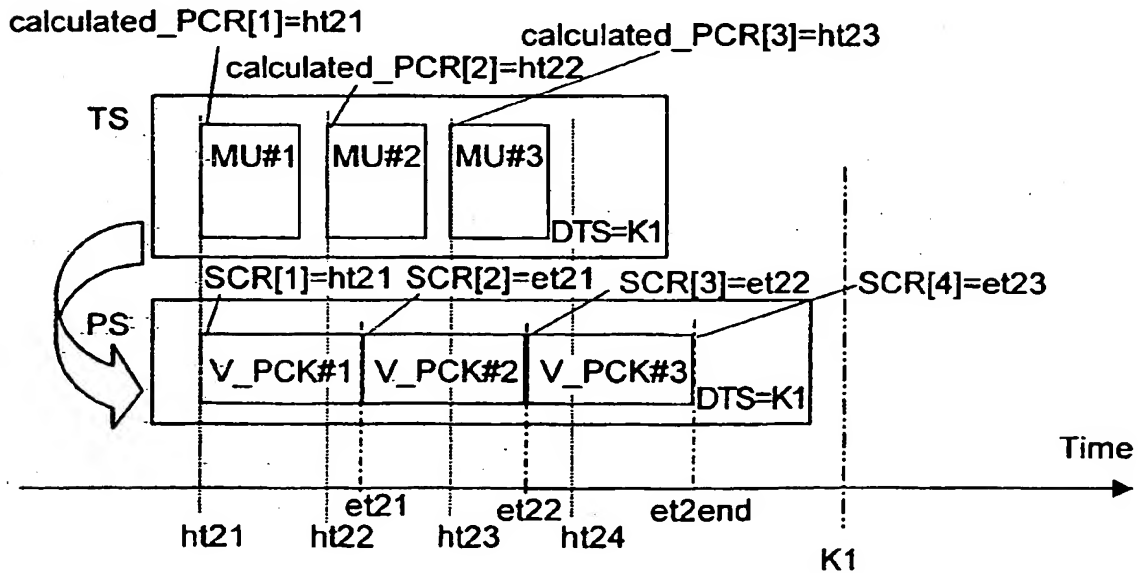 calculated_PCR[1]=ht21
calculated_PCR[3]=ht23
calculated_PCR[2]=ht22
TS
MU#1 MU#2 MU#3
DTS=K1
SCR[1]=ht21 SCR[2]=et21 SCR[3]=et22 SCR[4]=et23
PS
V_PCK#1 V_PCK#2 V_PCK#3
DTS=K1
Time
et21 et22 et2end
ht21 ht22 ht23 ht24
K1